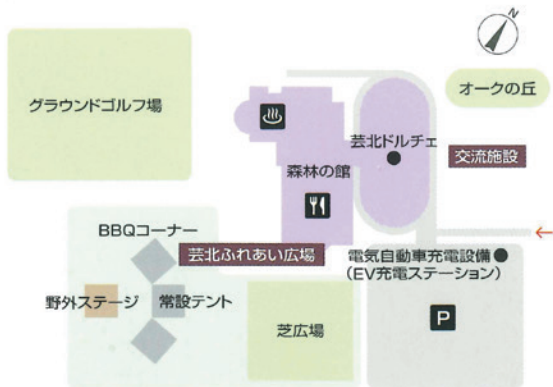 N
グラウンドゴルフ場
オークの丘
芸北ドルチェ
交流施設
森林の館
BBQコーナー
芸北ふれあい広場
電気自動車充電設備
(EV充電ステーション)
野外ステージ
常設テント
芝広場
P